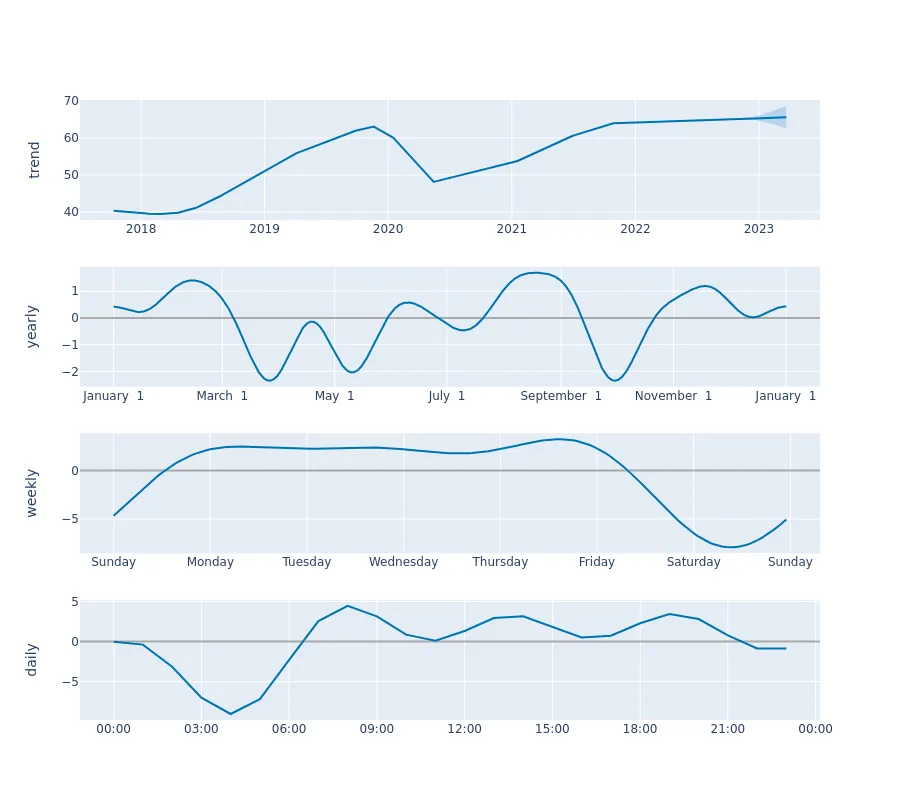 trend
70
60
50
40
2018 2019 2020 2021 2022 2023
yearly
1
0
−1
−2
January 1 March 1 May 1 July 1 September 1 November 1 January 1
weekly
0
−5
Sunday Monday Tuesday Wednesday Thursday Friday Saturday Sunday
daily
5
0
−5
00:00 03:00 06:00 09:00 12:00 15:00 18:00 21:00 00:00